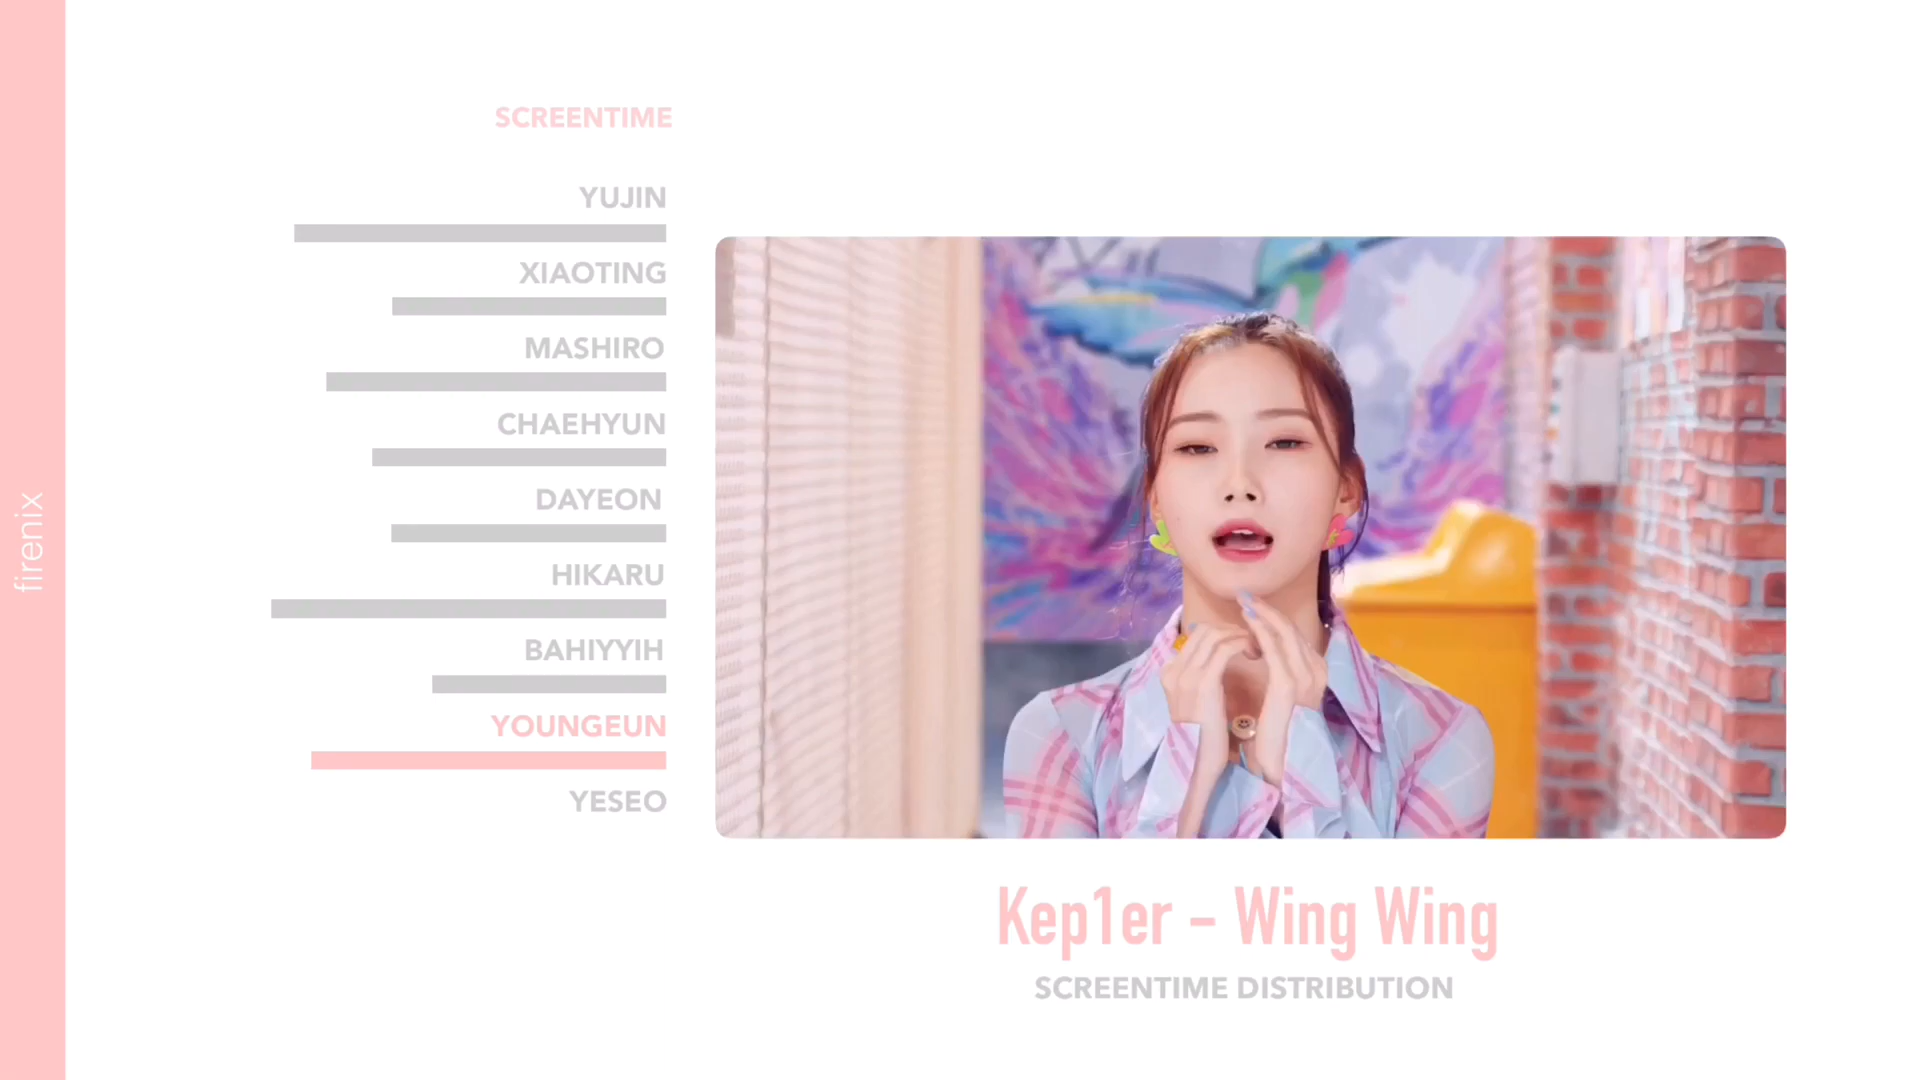 firenix
SCREENTIME
YUJIN
XIAOTING
MASHIRO
CHAEHYUN
DAYEON
HIKARU
BAHIYYIH
YOUNGEUN
YESEO
Kep1er – Wing Wing
SCREENTIME DISTRIBUTION